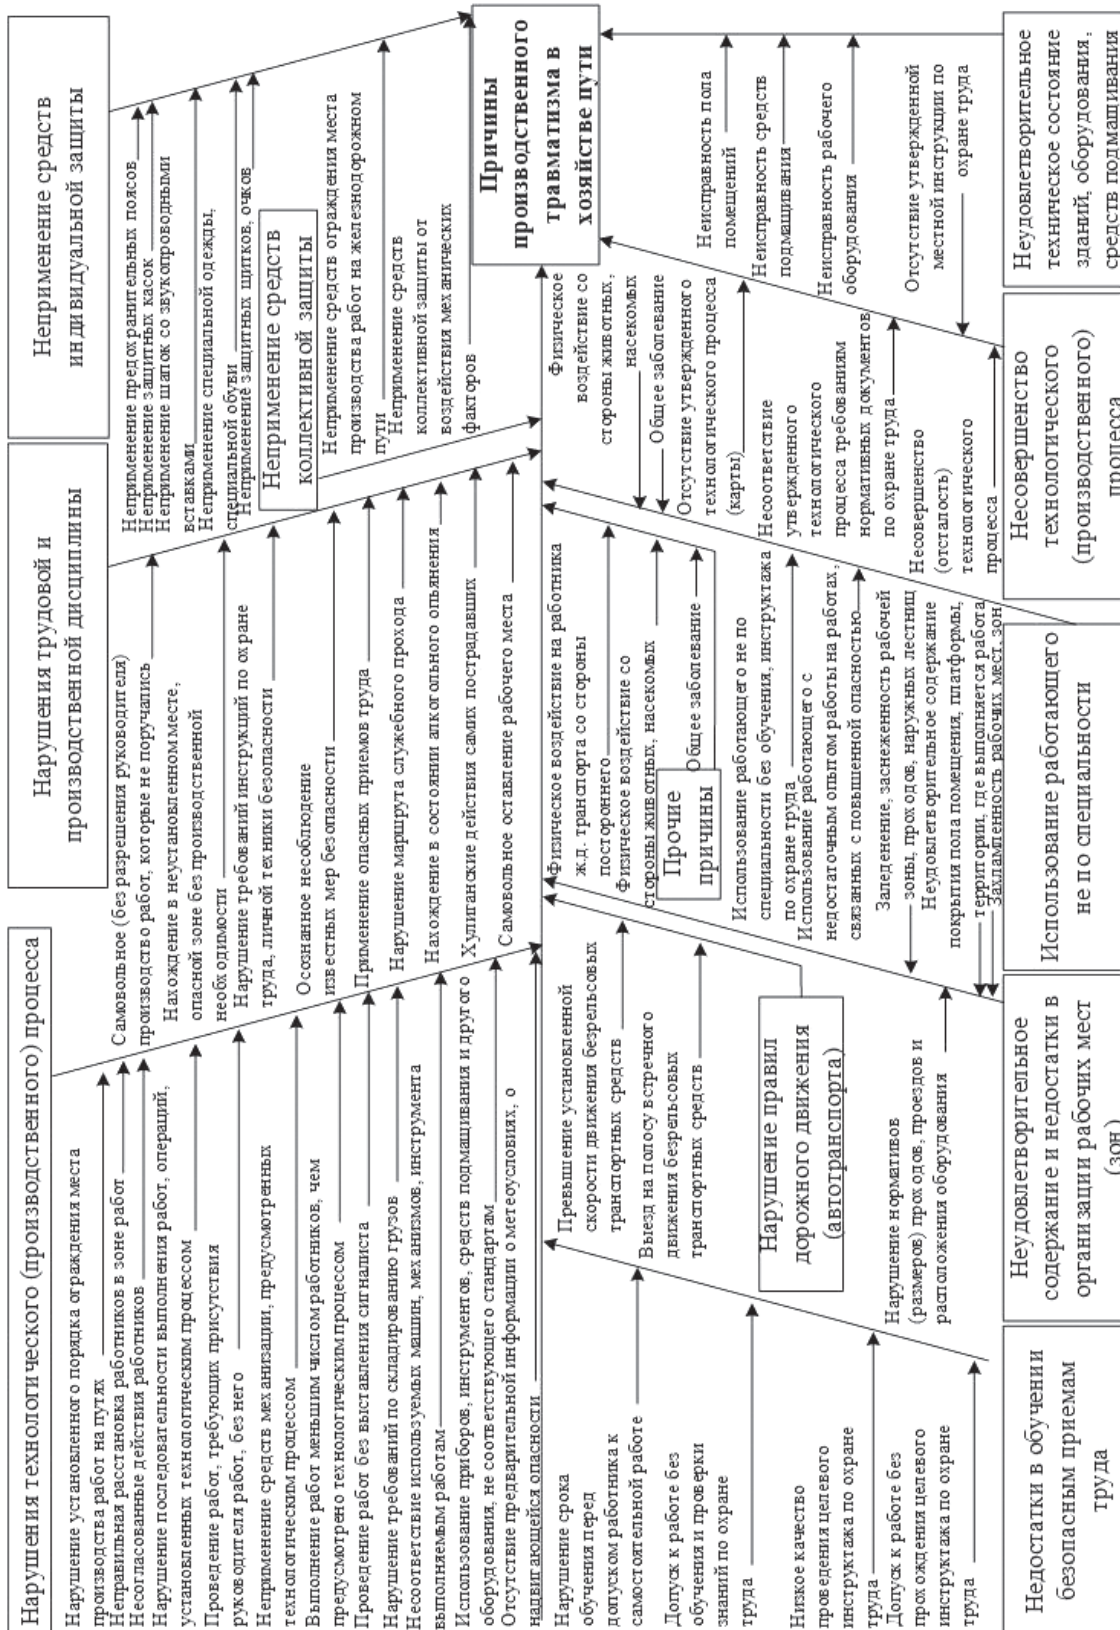 Нарушения технологического (производственного) процесса
Нарушение установленного порядка ограждения места
производства работ на путях
Неправильная расстановка работников в зоне работ
Несогласованные действия работников
Нарушение последовательности выполнения работ, операций,
установленных технологическим процессом
Проведение работ, требующих присутствия
руководителя работ, без него
Неприменение средств механизации, предусмотренных
технологическим процессом
Выполнение работ меньшим числом работников, чем
предусмотрено технологическим процессом
Проведение работ без выставления сигналиста
Нарушение требований по складированию грузов
Несоответствие используемых машин, механизмов, инструмента
выполняемым работам
Использование приборов, инструментов, средств подмащивания и другого
оборудования, не соответствующего стандартам
Отсутствие предварительной информации о метеоусловиях, о
надвигающейся опасности
Нарушения трудовой и
производственной дисциплины
Самовольное (без разрешения руководителя)
производство работ, которые не поручались
Нахождение в неустановленном месте,
опасной зоне без производственной
необходимости
Нарушение требований инструкций по охране
труда, личной техники безопасности
Осознанное несоблюдение
известных мер безопасности
Применение опасных приемов труда
Нарушение маршрута служебного прохода
Нахождение в состоянии алкогольного опьянения
Хулиганские действия самих пострадавших
Самовольное оставление рабочего места
Неприменение средств
индивидуальной защиты
Неприменение предохранительных поясов
Неприменение защитных касок
Неприменение шапок со звукопроводными
вставками
Неприменение специальной одежды,
специальной обуви
Неприменение защитных щитков, очков
Неприменение средств
коллективной защиты
Неприменение средств ограждения места
производства работ на железнодорожном
пути
Неприменение средств
коллективной защиты от
воздействия механических
факторов
Причины
производственного
травматизма в
хозяйстве пути
Нарушение срока
обучения перед
допуском работника к
самостоятельной работе
Допуск к работе без
обучения и проверки
знаний по охране
труда
Низкое качество
проведения целевого
инструктажа по охране
труда
Допуск к работе без
прохождения целевого
инструктажа по охране
труда
Недостатки в обучении
безопасным приемам
труда
Превышение установленной
скорости движения безрельсовых
транспортных средств
Выезд на полосу встречного
движения безрельсовых
транспортных средств
Нарушение правил
дорожного движения
(автотранспорта)
Нарушение нормативов
(размеров) проходов, проездов и
расположения оборудования
Заледенение, заснеженность рабочей
зоны, проходов, наружных лестниц
Неудовлетворительное содержание
покрытия пола помещения, платформы,
территории, где выполняется работа
Захламленность рабочих мест, зон
Неудовлетворительное
содержание и недостатки в
организации рабочих мест
(зон)
Физическое воздействие на работника
ж.д. транспорта со стороны
постороннего
Физическое воздействие со
стороны животных, насекомых
Общее заболевание
Прочие
причины
Использование работающего не по
специальности без обучения, инструктажа
по охране труда
Использование работающего с
недостаточным опытом работы на работах,
связанных с повышенной опасностью
Использование работающего
не по специальности
Физическое
воздействие со
стороны животных,
насекомых
Общее заболевание
Отсутствие утвержденного
технологического процесса
(карты)
Несоответствие
утвержденного
технологического
процесса требованиям
нормативных документов
по охране труда
Несовершенство
(отсталость)
технологического
процесса
Отсутствие утвержденной
местной инструкции по
охране труда
Несовершенство
технологического
(производственного)
процесса
Неисправность пола
помещений
Неисправность средств
подмащивания
Неисправность рабочего
оборудования
Неудовлетворительное
техническое состояние
зданий, оборудования,
средств подмащивания